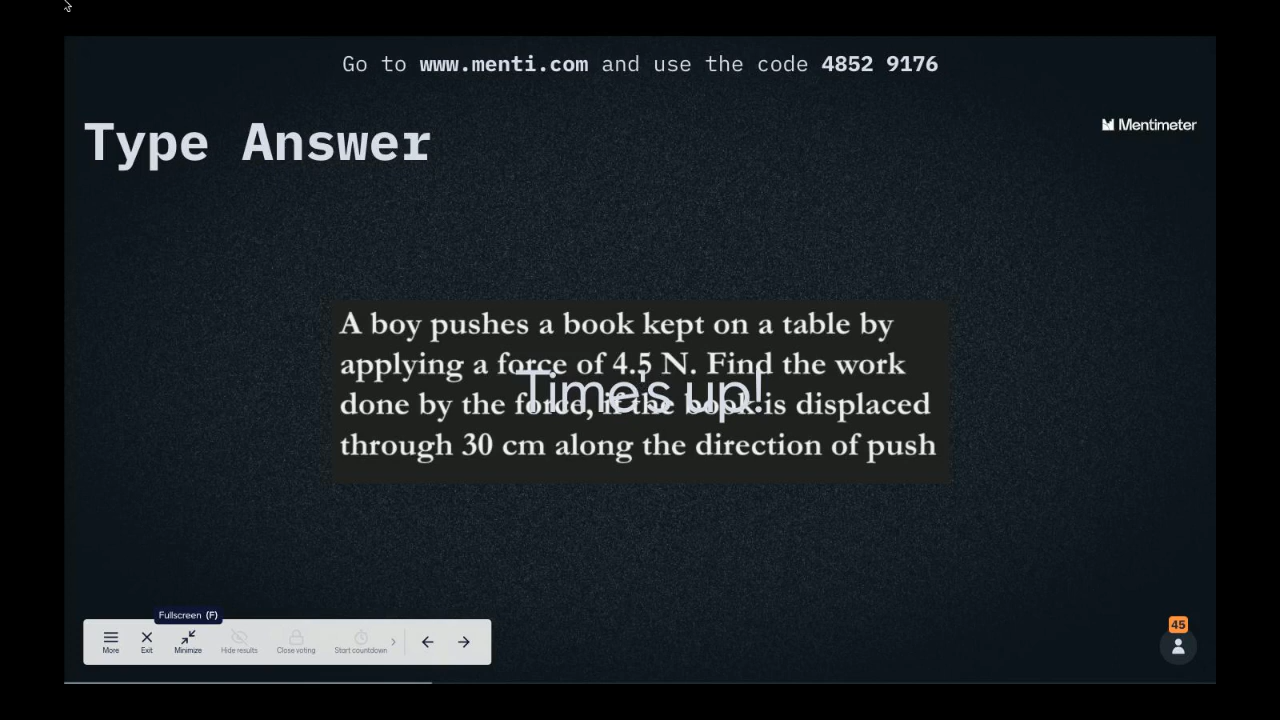 Go to www.menti.com and use the code 4852 9176
Type Answer
Mentimeter
A boy pushes a book kept on a table by
applying a force of 4.5 N. Find the work
Time's up!
done by the force, if the book is displaced
through 30 cm along the direction of push
Fullscreen (F)
More
Exit
Minimize
Hide results
Close voting
Start countdown
45